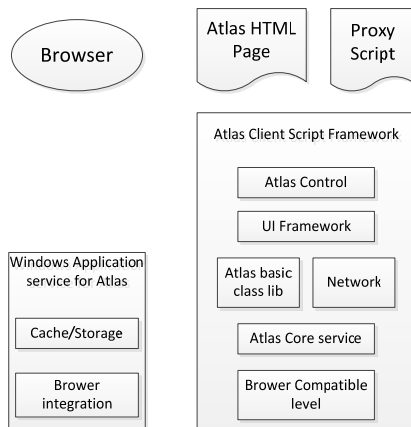 Browser
Atlas HTML
Page
Proxy
Script
Atlas Client Script Framework
Atlas Control
UI Framework
Atlas basic
class lib
Network
Atlas Core service
Brower Compatible
level
Windows Application
service for Atlas
Cache/Storage
Brower
integration